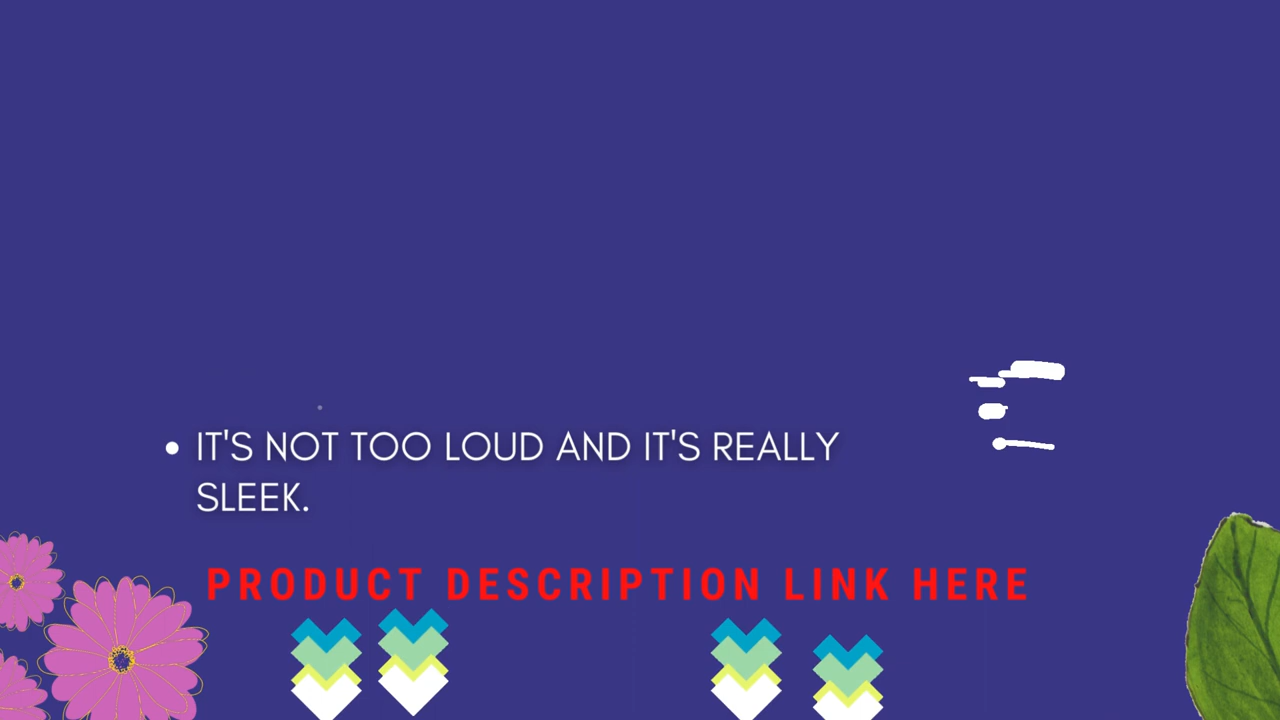 • IT'S NOT TOO LOUD AND IT'S REALLY
SLEEK.
PRODUCT DESCRIPTION LINK HERE